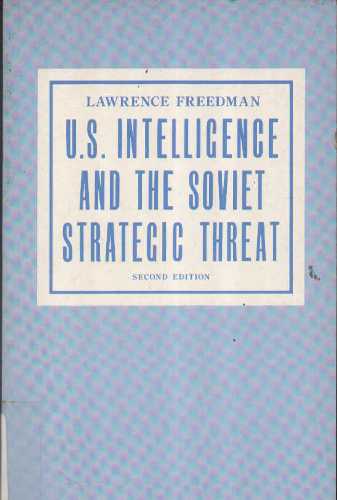 LAWRENCE FREEDMAN
U.S. INTELLIGENCE
AND THE SOVIET
STRATEGIC THREAT
SECOND EDITION